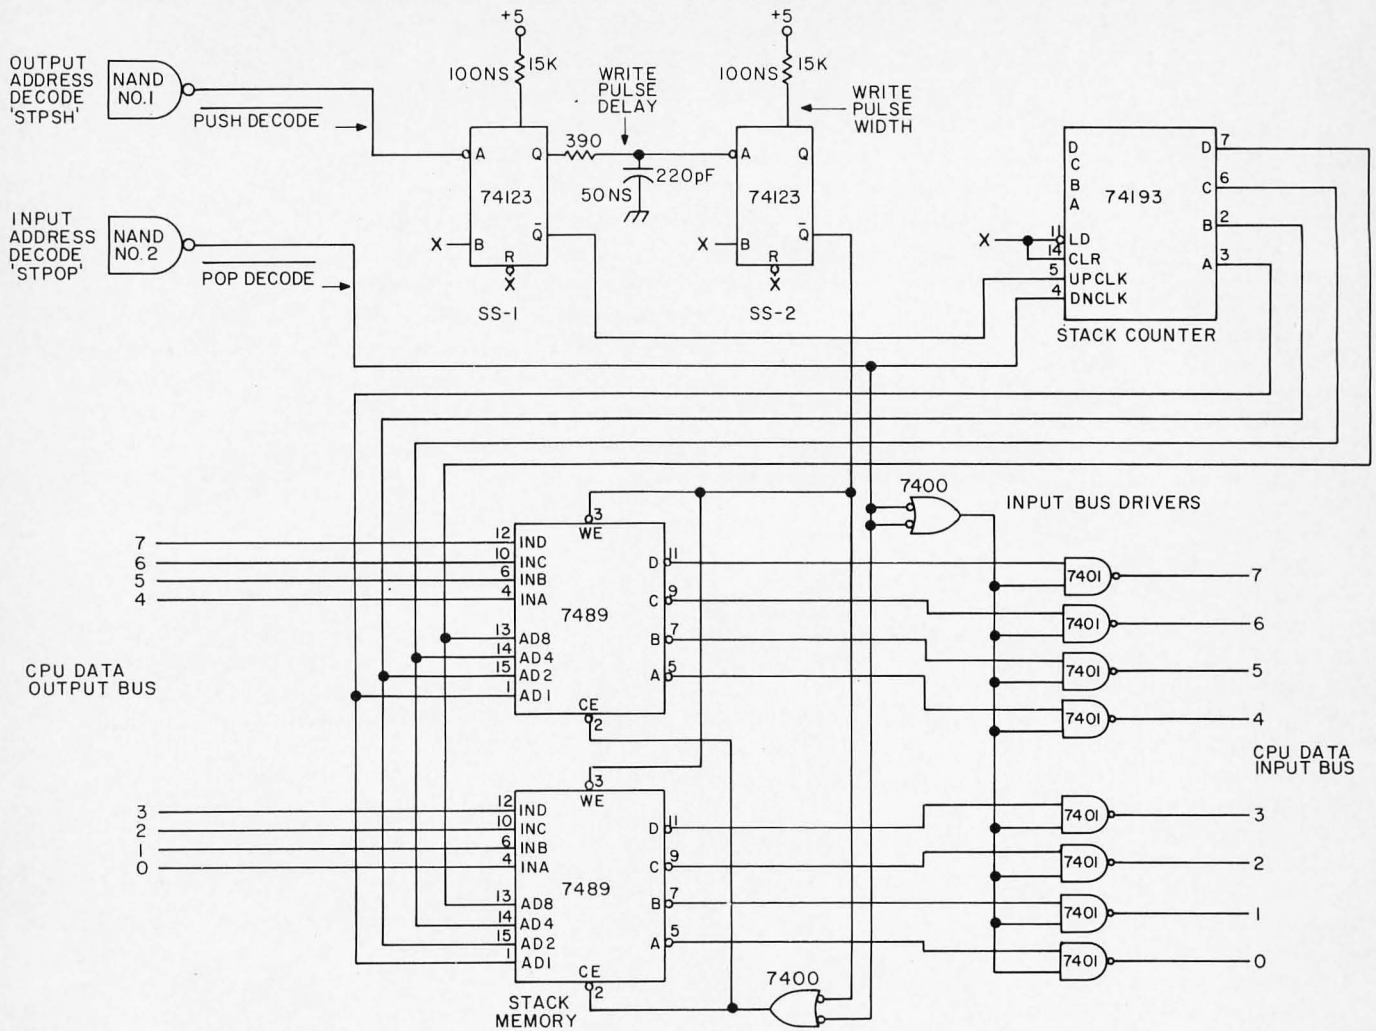 OUTPUT
ADDRESS
DECODE
'STPSH'
NAND
NO.1
PUSH DECODE
INPUT
ADDRESS
DECODE
'STPOP'
NAND
NO.2
POP DECODE
+5
15K
100NS
A
Q
74123
Q
B
R
X
X
SS-1
390
WRITE
PULSE
DELAY
220pF
50NS
+5
15K
100NS
WRITE
PULSE
WIDTH
A
Q
74123
Q
B
R
X
X
SS-2
D
C
B
A
74193
D 7
C 6
B 2
A 3
X
11 LD
14 CLR
5 UPCLK
4 DNCLK
STACK COUNTER
7400
INPUT BUS DRIVERS
3
WE
7
6
5
4
12 IND
10 INC
6 INB
4 INA
7489
13 AD8
14 AD4
15 AD2
1 AD1
D 11
C 9
B 7
A 5
CE
2
CPU DATA
OUTPUT BUS
7401 7
7401 6
7401 5
7401 4
CPU DATA
INPUT BUS
3
WE
3
2
1
0
12 IND
10 INC
6 INB
4 INA
7489
13 AD8
14 AD4
15 AD2
1 AD1
D 11
C 9
B 7
A 5
CE
2
7401 3
7401 2
7401 1
7401 0
STACK
MEMORY
7400